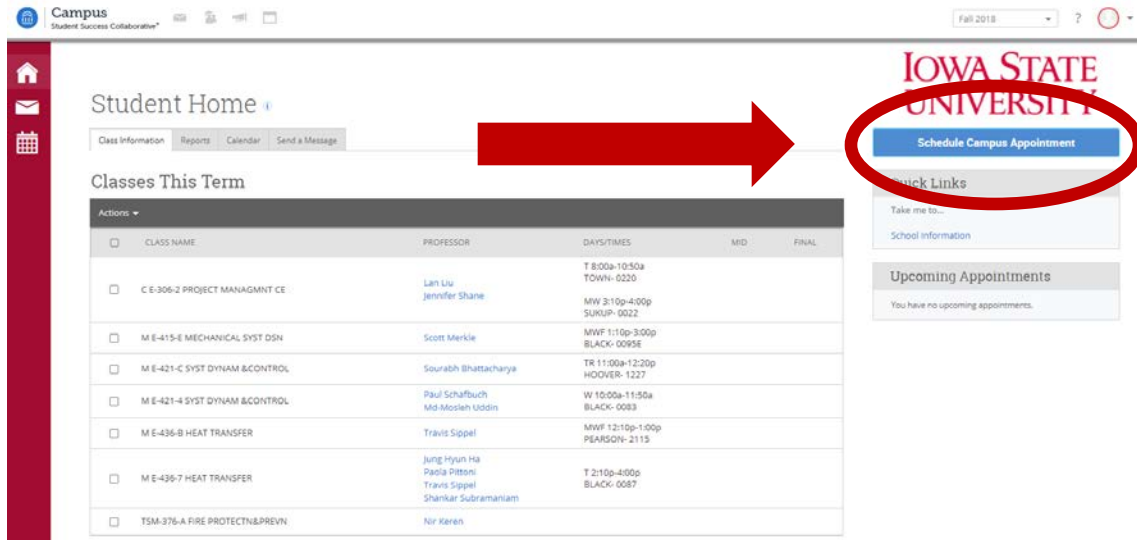 Campus
Student Success Collaborative™
Fall 2018
?
IOWA STATE
UNIVERSITY
Student Home
Class Information Reports Calendar Send a Message
Schedule Campus Appointment
Classes This Term
Quick Links
Take me to...
School Information
Upcoming Appointments
You have no upcoming appointments.
Actions
CLASS NAME PROFESSOR DAYS/TIMES MID FINAL
C E-306-2 PROJECT MANAGMNT CE
Lan Liu
Jennifer Shane
T 8:00a-10:50a
TOWN- 0220
MW 3:10p-4:00p
SUKUP- 0022
M E-415-E MECHANICAL SYST DSN
Scott Merkle
MWF 1:10p-3:00p
BLACK- 0095E
M E-421-C SYST DYNAM &CONTROL
Sourabh Bhattacharya
TR 11:00a-12:20p
HOOVER- 1227
M E-421-4 SYST DYNAM &CONTROL
Paul Schafbuch
Md-Mosleh Uddin
W 10:00a-11:50a
BLACK- 0083
M E-436-B HEAT TRANSFER
Travis Sippel
MWF 12:10p-1:00p
PEARSON- 2115
M E-436-7 HEAT TRANSFER
Jung Hyun Ha
Paola Pittoni
Travis Sippel
Shankar Subramaniam
T 2:10p-4:00p
BLACK- 0087
TSM-376-A FIRE PROTECTN&PREVN
Nir Keren